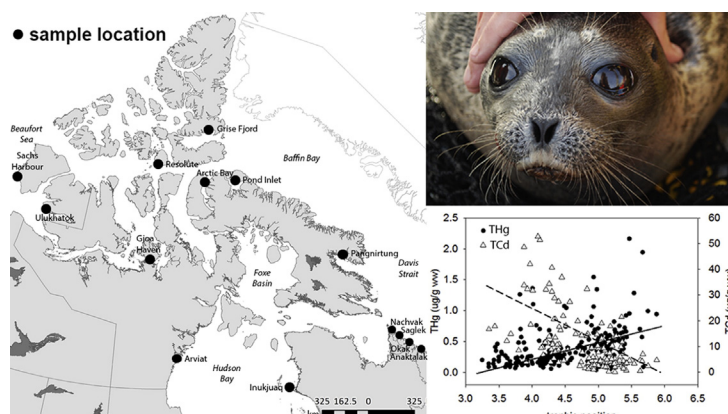 sample location
Grise Fjord
Beaufort
Sea
Sachs
Harbour
Resolute
Baffin Bay
Arctic Bay
Pond Inlet
Ulukhatok
Gjoa
Haven
Pangnirtung
Davis
Strait
Foxe
Basin
Nachvak
Saglek
Okak
Anaktalak
Arviat
Hudson
Bay
Inukjuaq
325 162.5 0 325
km
2.5
2.0
1.5
1.0
0.5
0.0
THg (ug/g ww)
THg
TCd
60
50
40
30
20
10
0
3.0 3.5 4.0 4.5 5.0 5.5 6.0 6.5